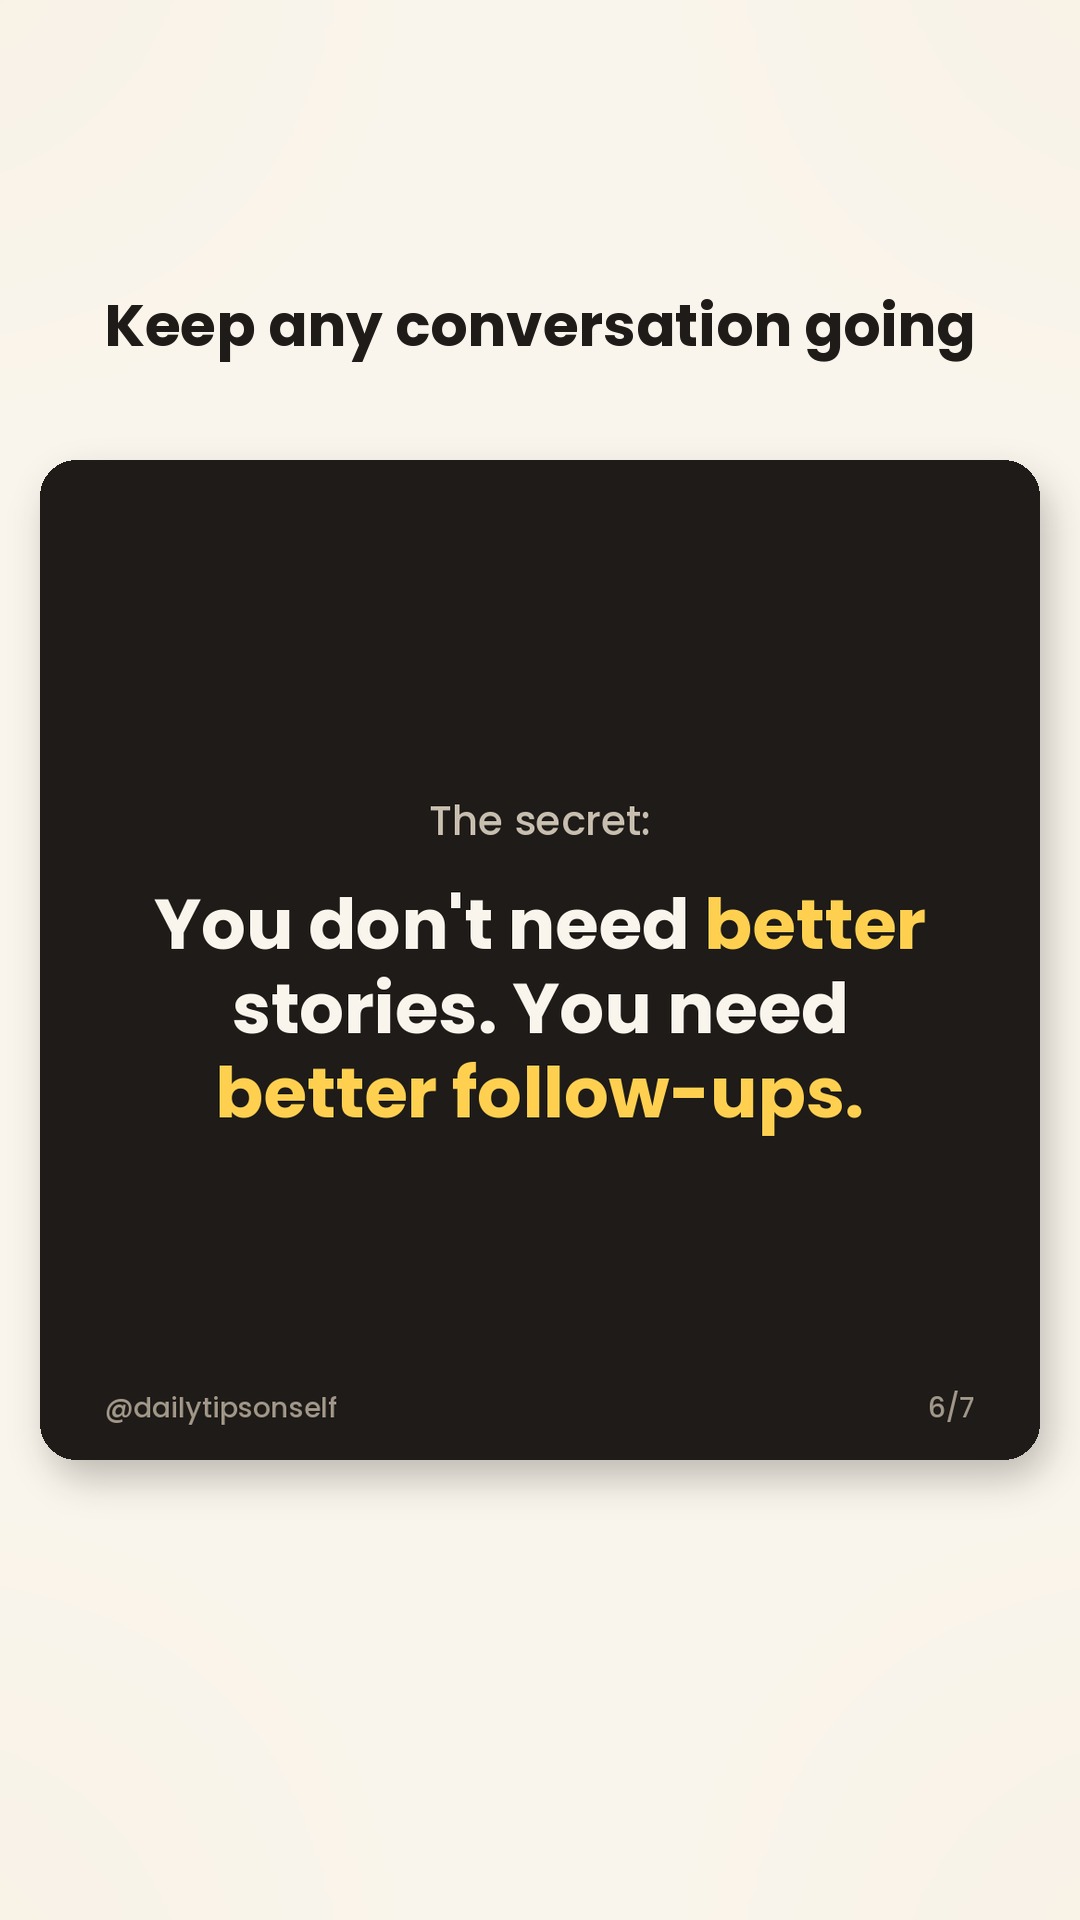 Keep any conversation going
The secret:
You don't need better
stories. You need
better follow-ups.
@dailytipsonself
6/7